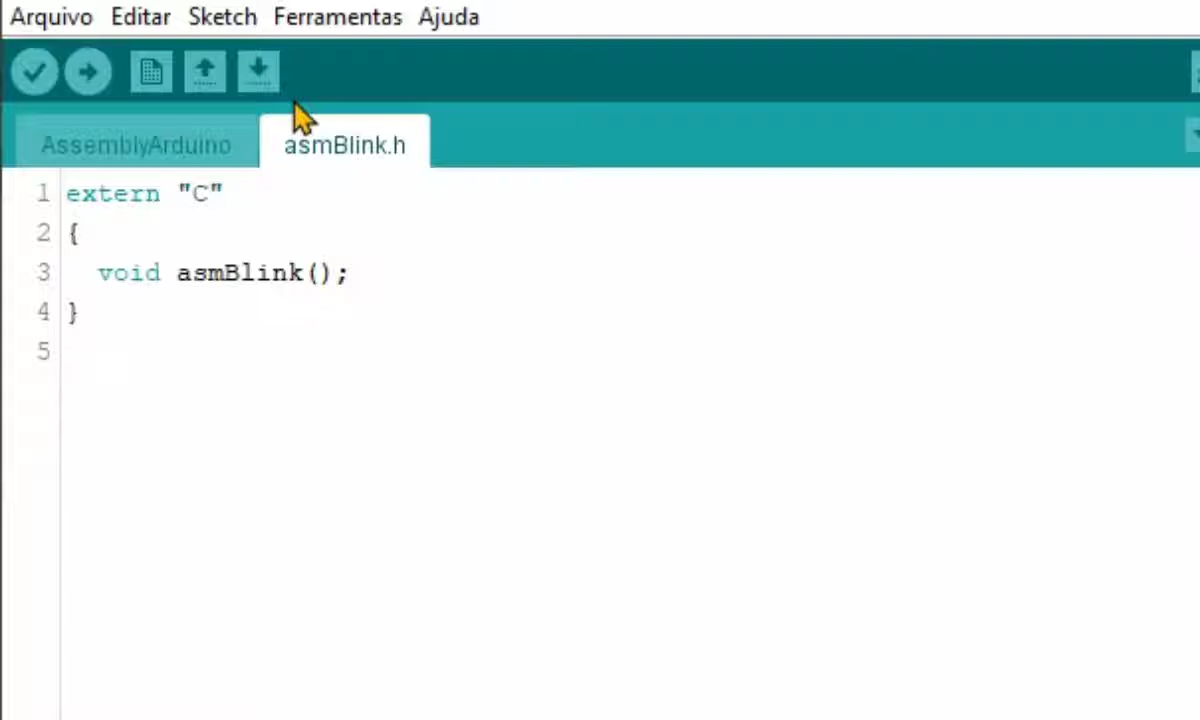 Arquivo Editar Sketch Ferramentas Ajuda
AssemblyArduino asmBlink.h
1 extern "C"
2 {
3 void asmBlink();
4 }
5